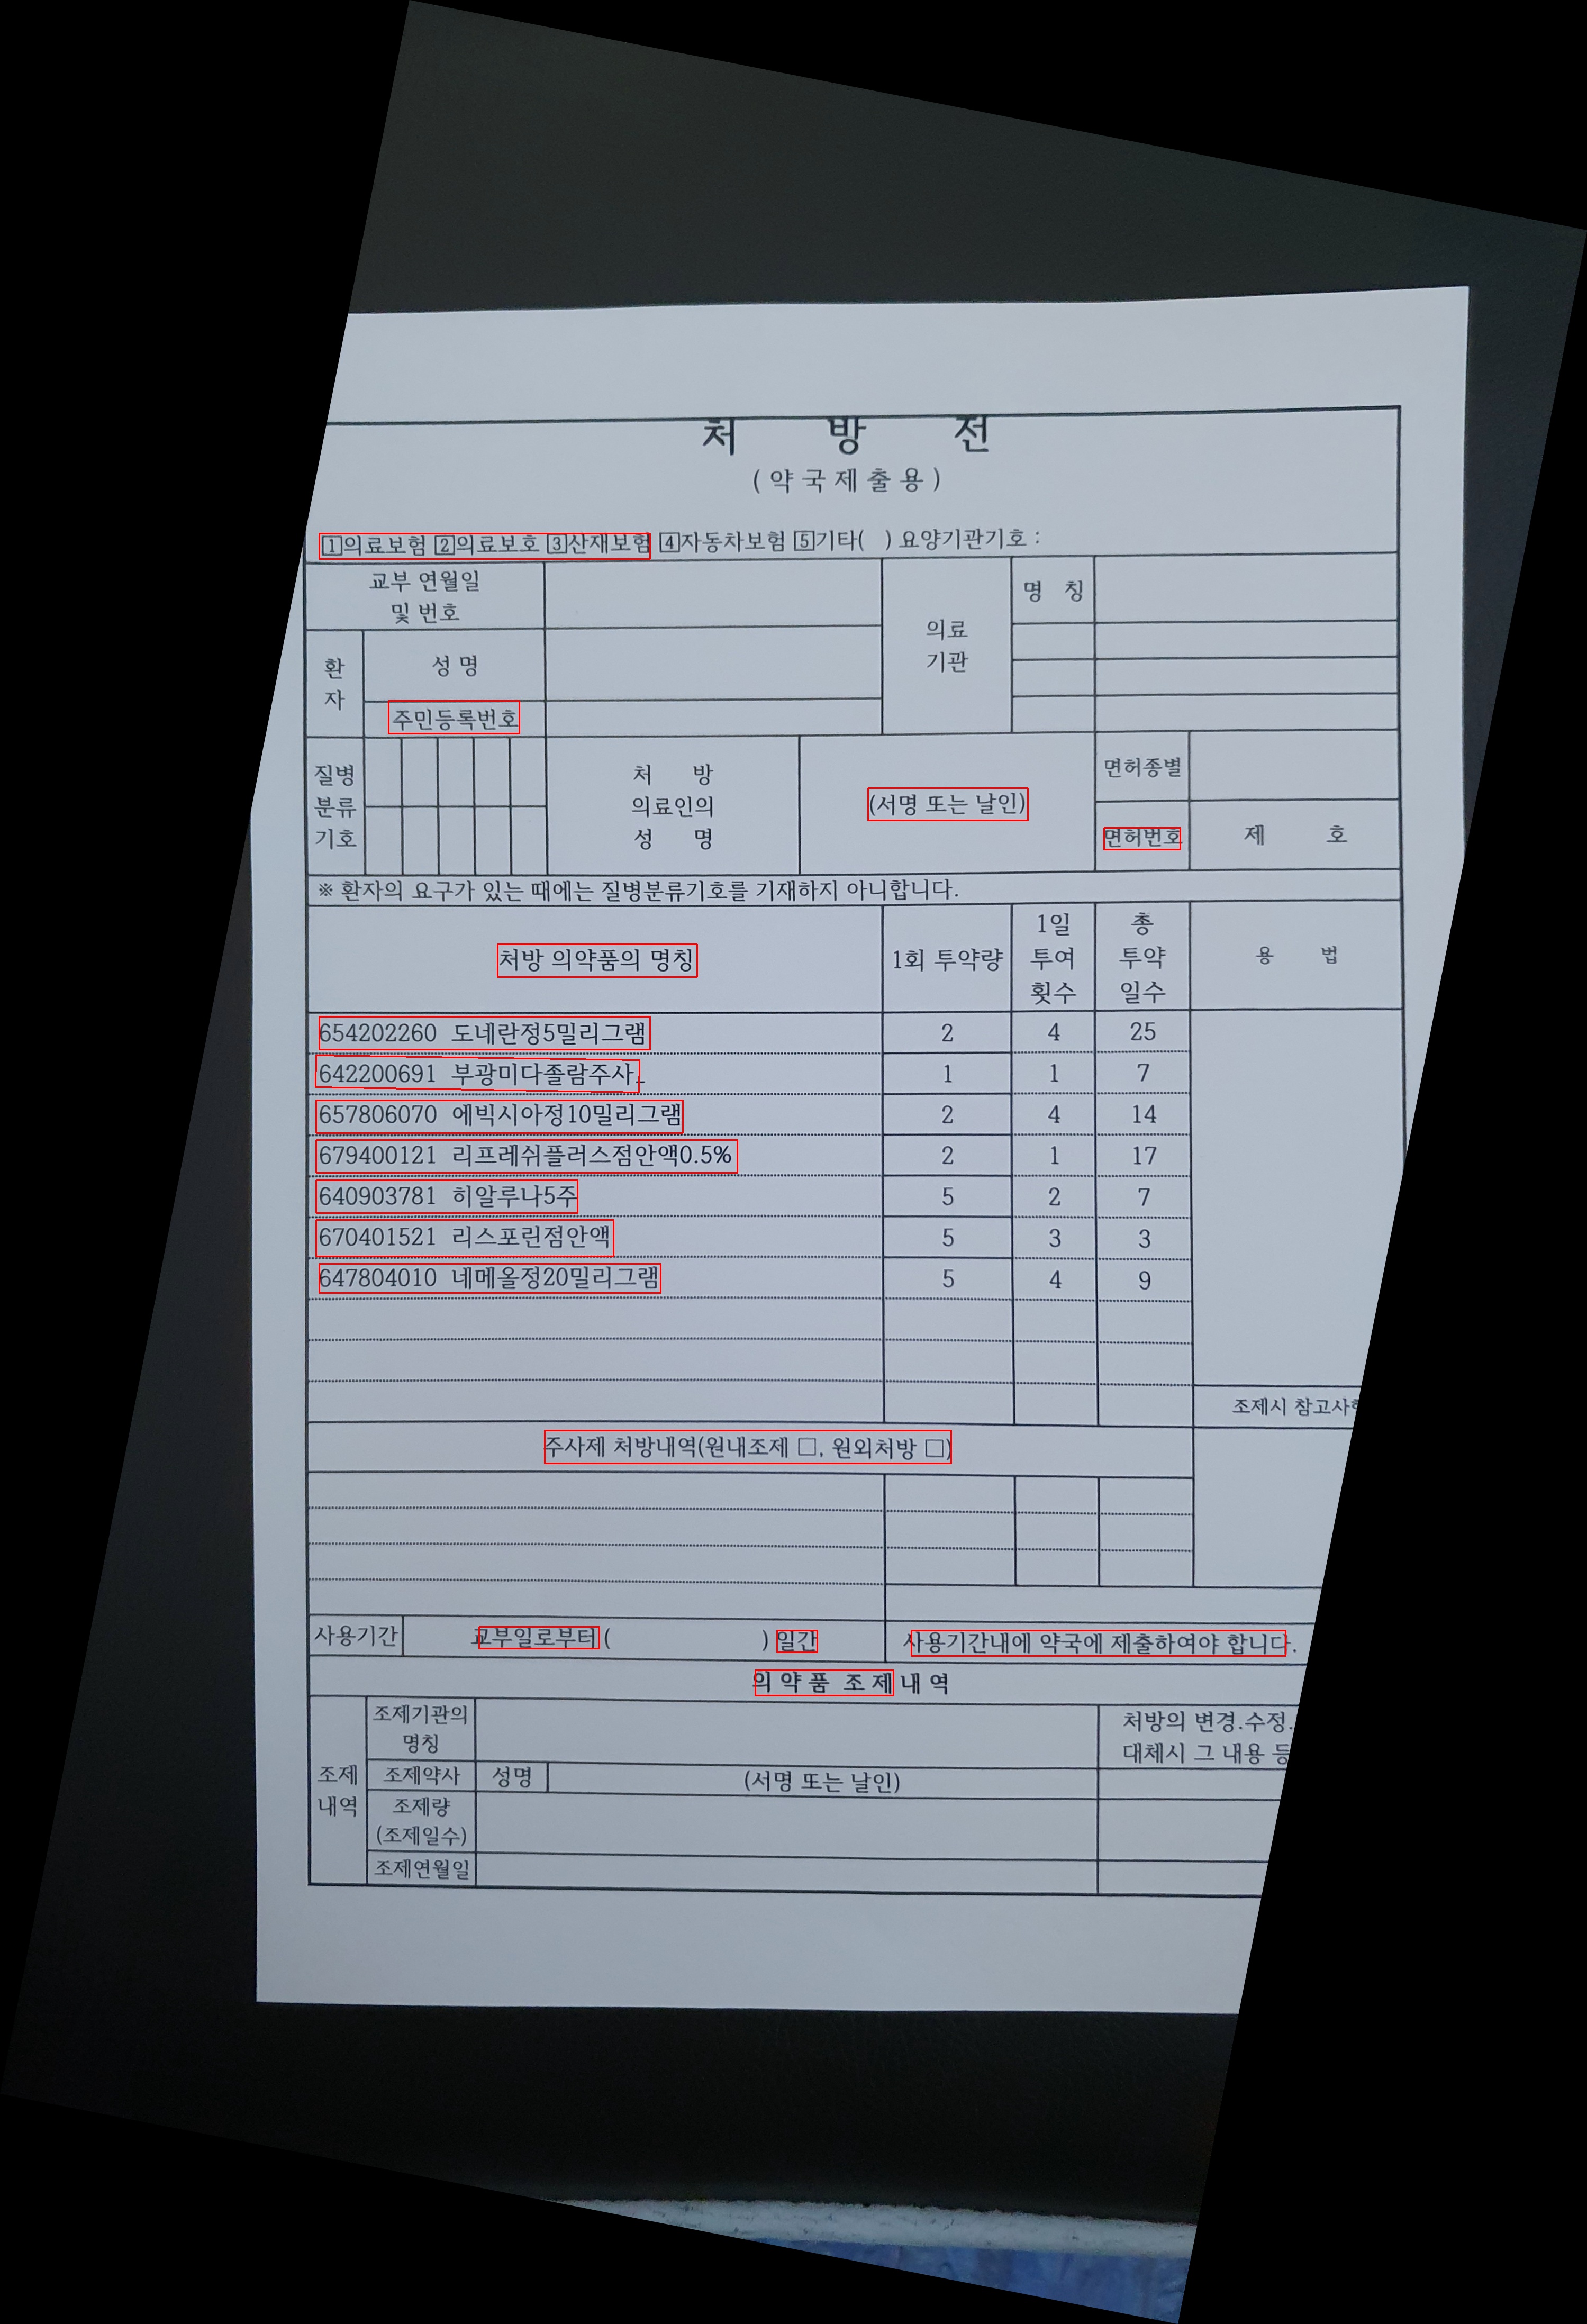 처 방 전
( 약 국 제 출 용 )
1의료보험 2의료보호 3산재보험 4자동차보험 5기타( ) 요양기관기호 :
교부 연월일
및 번호
의료
기관
명 칭
환
자
성 명
주민등록번호
질병
분류
기호
처 방
의료인의
성 명
(서명 또는 날인)
면허종별
면허번호
제 호
※ 환자의 요구가 있는 때에는 질병분류기호를 기재하지 아니합니다.
처방 의약품의 명칭
1회 투약량
1일
투여
횟수
총
투약
일수
용 법
654202260 도네란정5밀리그램 2 4 25
642200691 부광미다졸람주사_ 1 1 7
657806070 에빅시아정10밀리그램 2 4 14
679400121 리프레쉬플러스점안액0.5% 2 1 17
640903781 히알루나5주 5 2 7
670401521 리스포린점안액 5 3 3
647804010 네메올정20밀리그램 5 4 9
조제시 참고사
주사제 처방내역(원내조제 □, 원외처방 □)
사용기간 교부일로부터 ( ) 일간 사용기간내에 약국에 제출하여야 합니다.
의 약 품 조 제 내 역
조제
내역
조제기관의
명칭
처방의 변경.수정.
대체시 그 내용 등
조제약사 성명 (서명 또는 날인)
조제량
(조제일수)
조제연월일